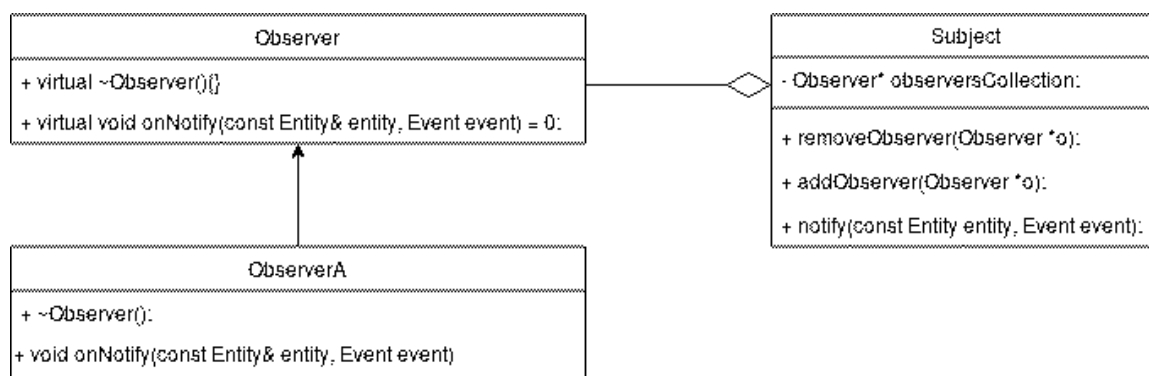 Observer
+ virtual ~Observer(){}
+ virtual void onNotify(const Entity& entity, Event event) = 0;
Subject
- Observer* observersCollection;
+ removeObserver(Observer *o);
+ addObserver(Observer *o);
+ notify(const Entity entity, Event event);
ObserverA
+ ~Observer();
+ void onNotify(const Entity& entity, Event event)